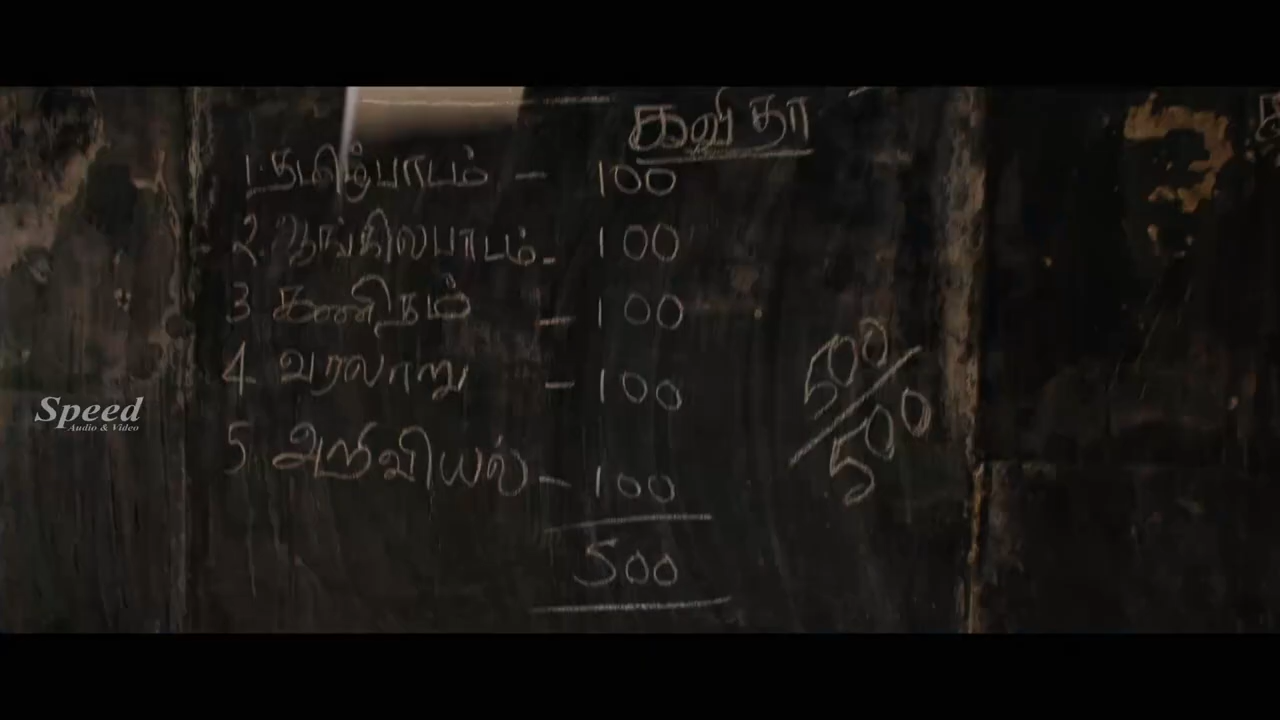 கவிதா
1. தமிழ்பாடம் - 100
2. ஆங்கிலபாடம் - 100
3 கணிதம் - 100
4 வரலாறு - 100
5. அறிவியல் - 100
500
500/500
Speed
Audio & Video